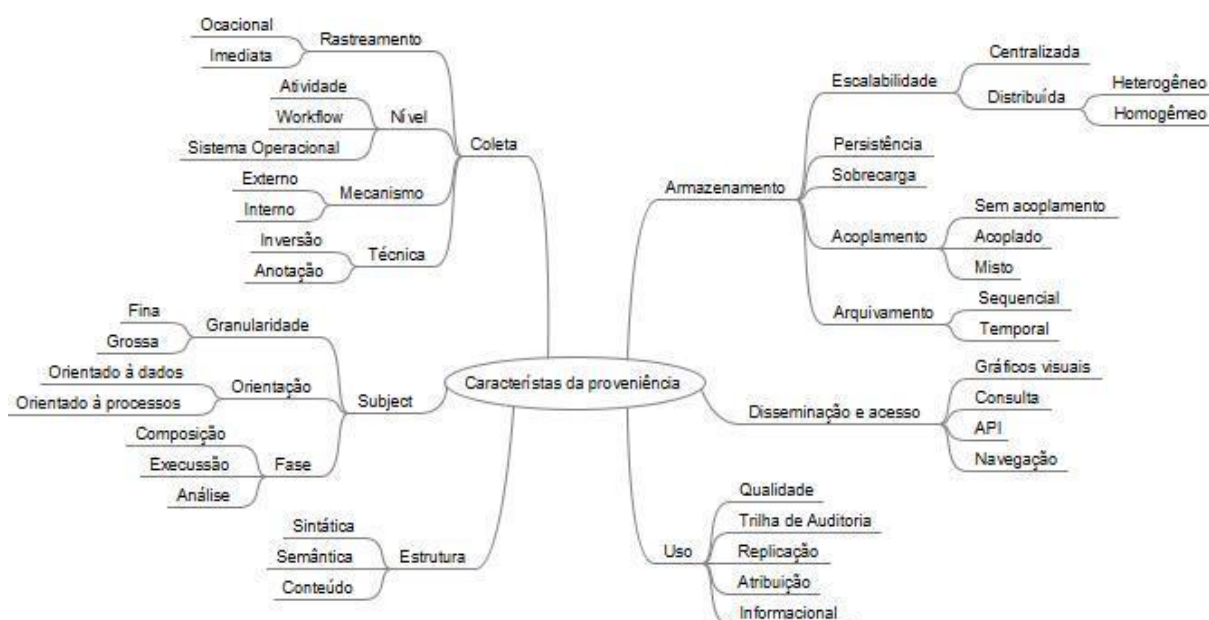 Ocacional
Imediata
Rastreamento
Atividade
Workflow
Sistema Operacional
Nível
Externo
Interno
Mecanismo
Inversão
Anotação
Técnica
Coleta
Fina
Grossa
Granularidade
Orientado à dados
Orientado à processos
Orientação
Composição
Execussão
Análise
Fase
Subject
Sintática
Semântica
Conteúdo
Estrutura
Característas da proveniência
Armazenamento
Escalabilidade
Centralizada
Distribuída
Heterogêneo
Homogêmeo
Persistência
Sobrecarga
Acoplamento
Sem acoplamento
Acoplado
Misto
Arquivamento
Sequencial
Temporal
Disseminação e acesso
Gráficos visuais
Consulta
API
Navegação
Uso
Qualidade
Trilha de Auditoria
Replicação
Atribuição
Informacional